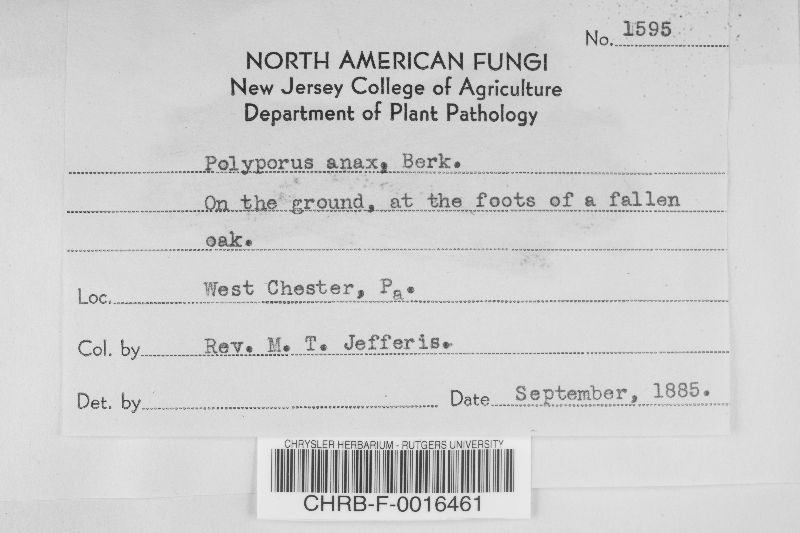 No. 1595
NORTH AMERICAN FUNGI
New Jersey College of Agriculture
Department of Plant Pathology
Polyporus anax, Berk.
On the ground, at the foots of a fallen
oak.
Loc. West Chester, Pa.
Col. by Rev. M. T. Jefferis.
Det. by
Date September, 1885.
CHRYSLER HERBARIUM - RUTGERS UNIVERSITY
CHRB-F-0016461